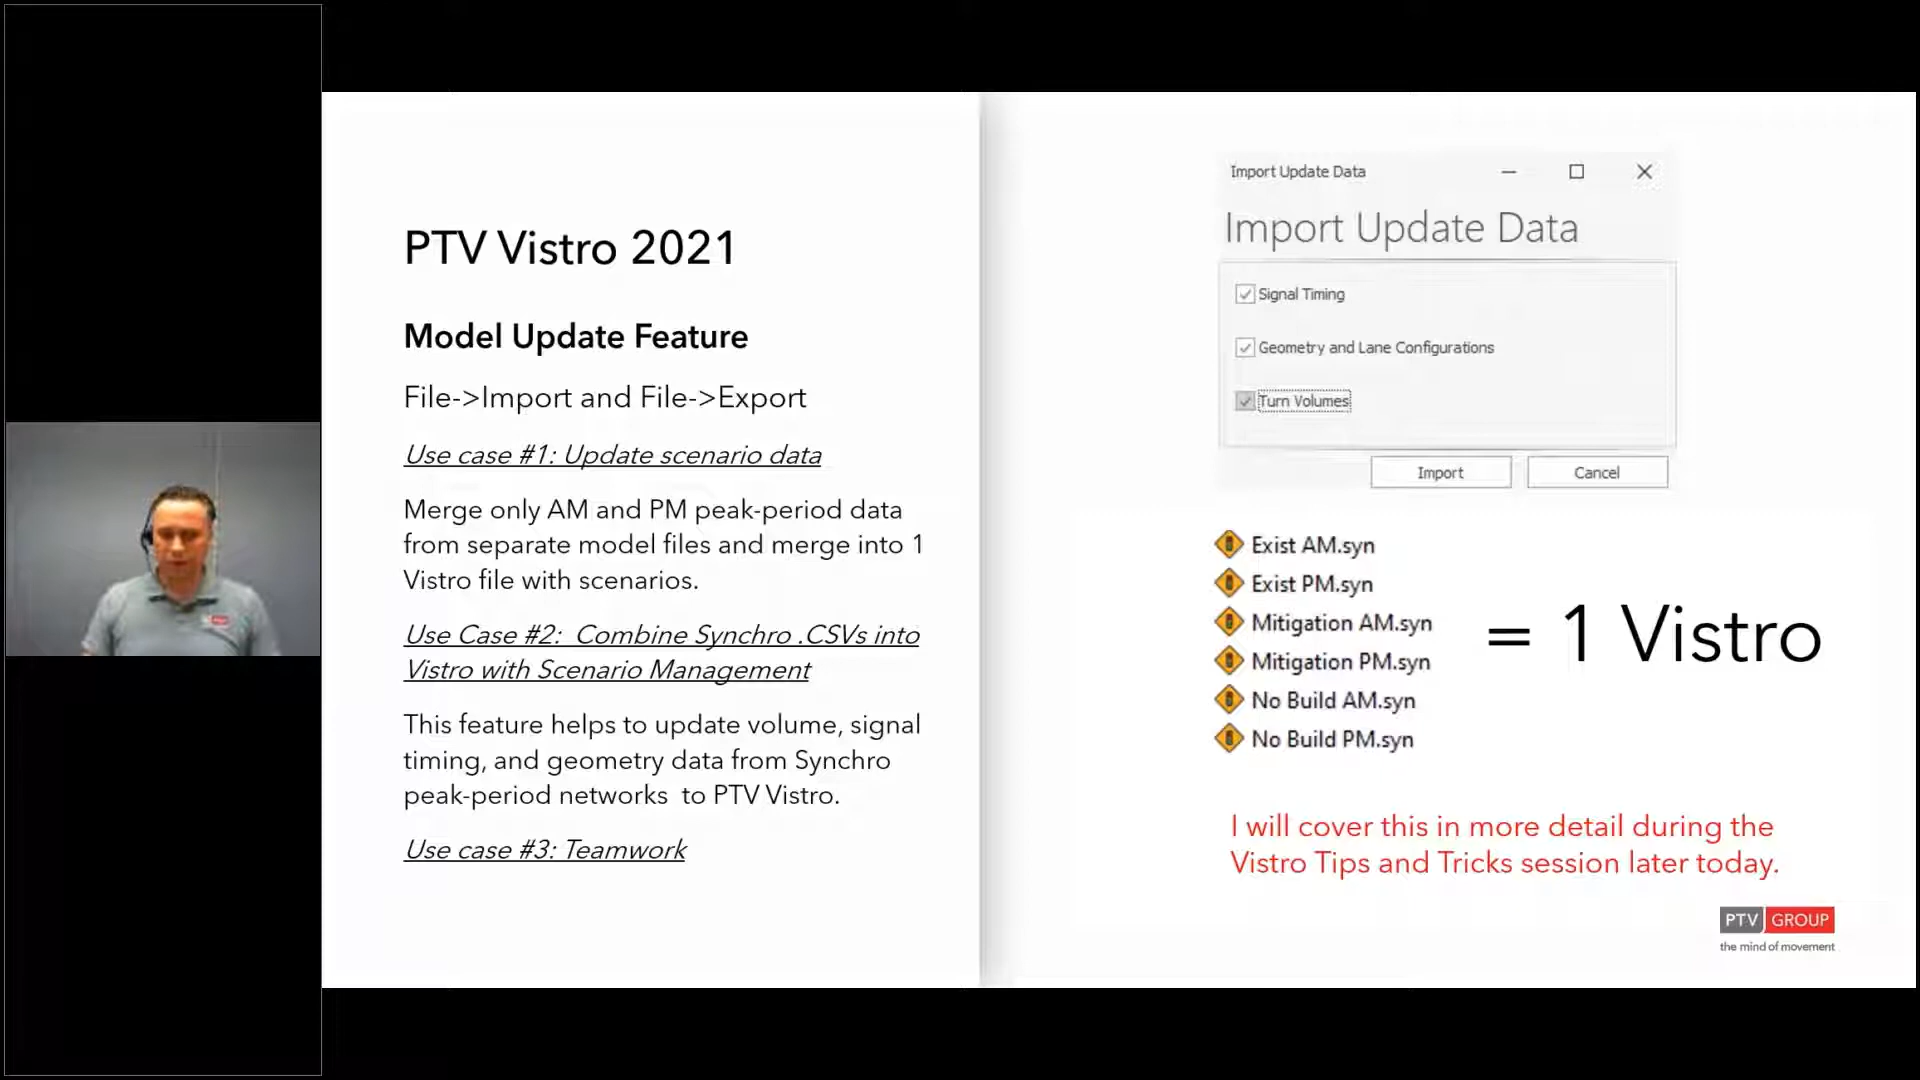 PTV Vistro 2021
Model Update Feature
File->Import and File->Export
Use case #1: Update scenario data
Merge only AM and PM peak-period data
from separate model files and merge into 1
Vistro file with scenarios.
Use Case #2: Combine Synchro .CSVs into
Vistro with Scenario Management
This feature helps to update volume, signal
timing, and geometry data from Synchro
peak-period networks to PTV Vistro.
Use case #3: Teamwork
Import Update Data
Import Update Data
Signal Timing
Geometry and Lane Configurations
Turn Volumes
Import Cancel
Exist AM.syn
Exist PM.syn
Mitigation AM.syn
Mitigation PM.syn
No Build AM.syn
No Build PM.syn
= 1 Vistro
I will cover this in more detail during the
Vistro Tips and Tricks session later today.
PTV GROUP
the mind of movement